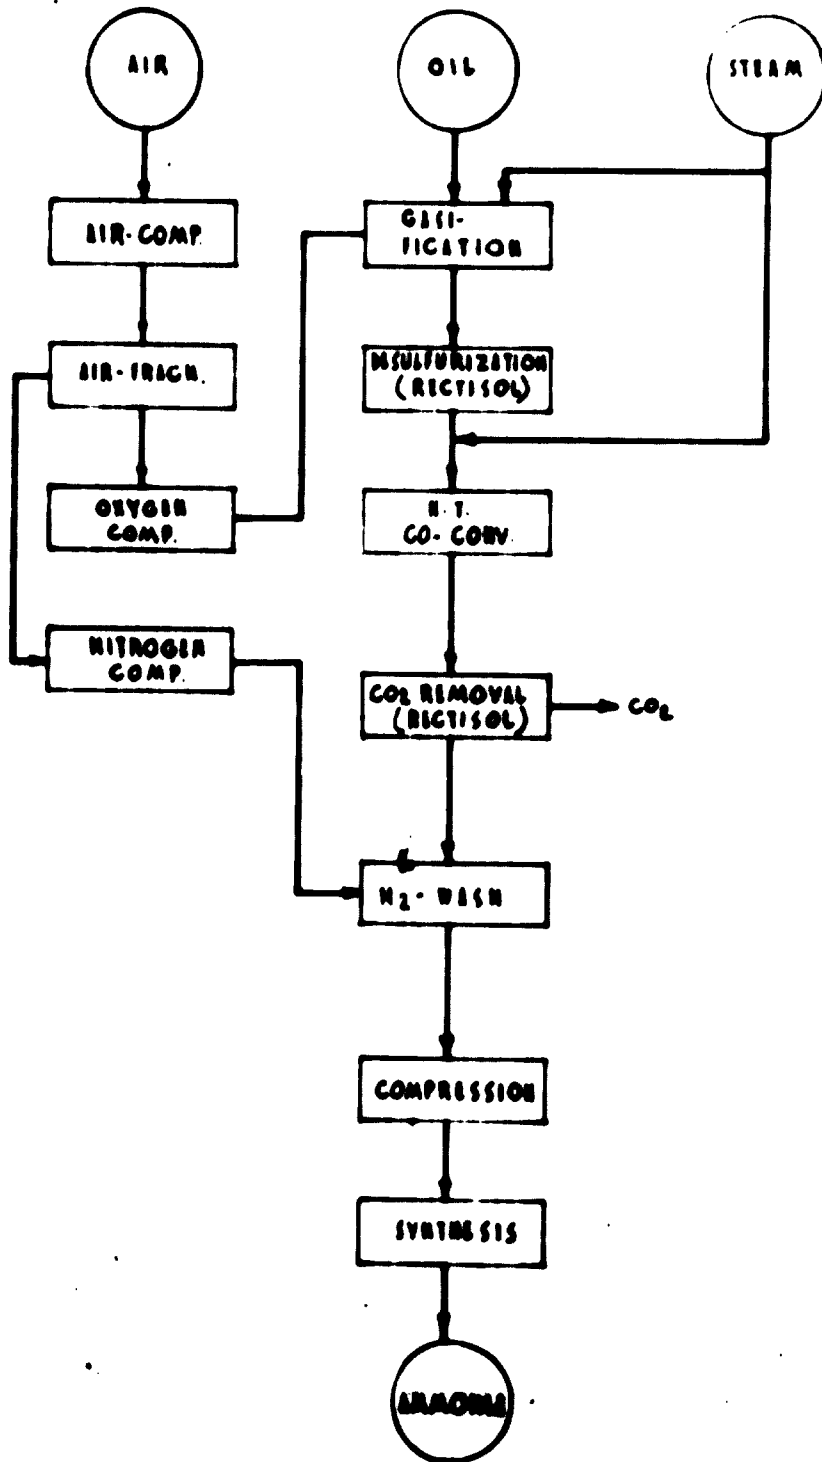 AIR
OIL
STEAM
AIR-COMP.
GASI-
FICATION
AIR-FRACN.
DESULFURIZATION
(RECTISOL)
OXYGEN
COMP.
H.T.
CO-CONV.
NITROGEN
COMP.
CO2 REMOVAL
(RECTISOL)
CO2
N2-WASH
COMPRESSION
SYNTHESIS
AMMONIA